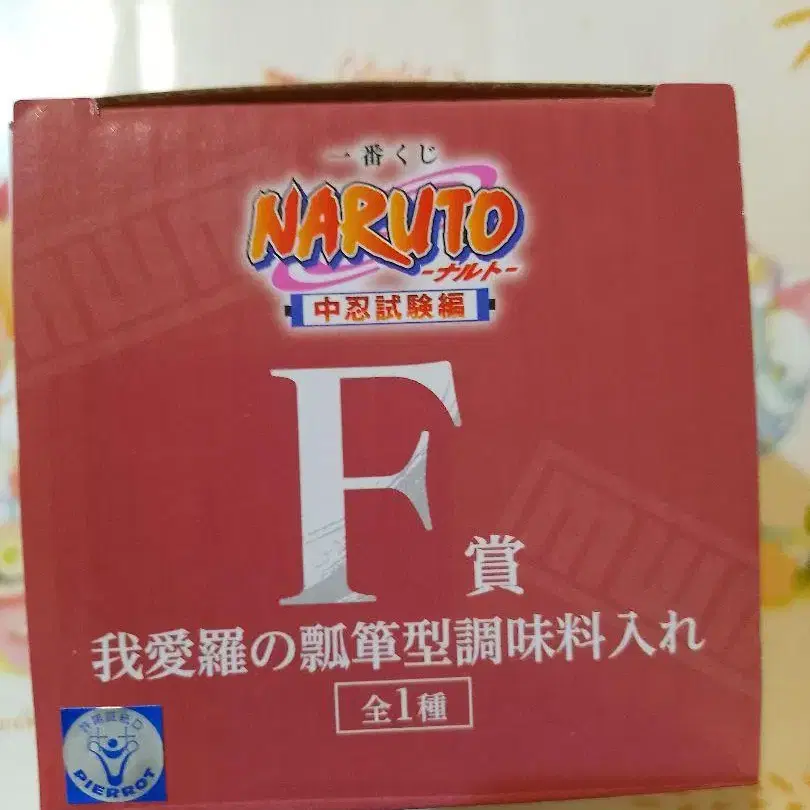 一番くじ
NARUTO
-ナルト-
中忍試験編
F賞
我愛羅の瓢箪型調味料入れ
全1種
PIERROT